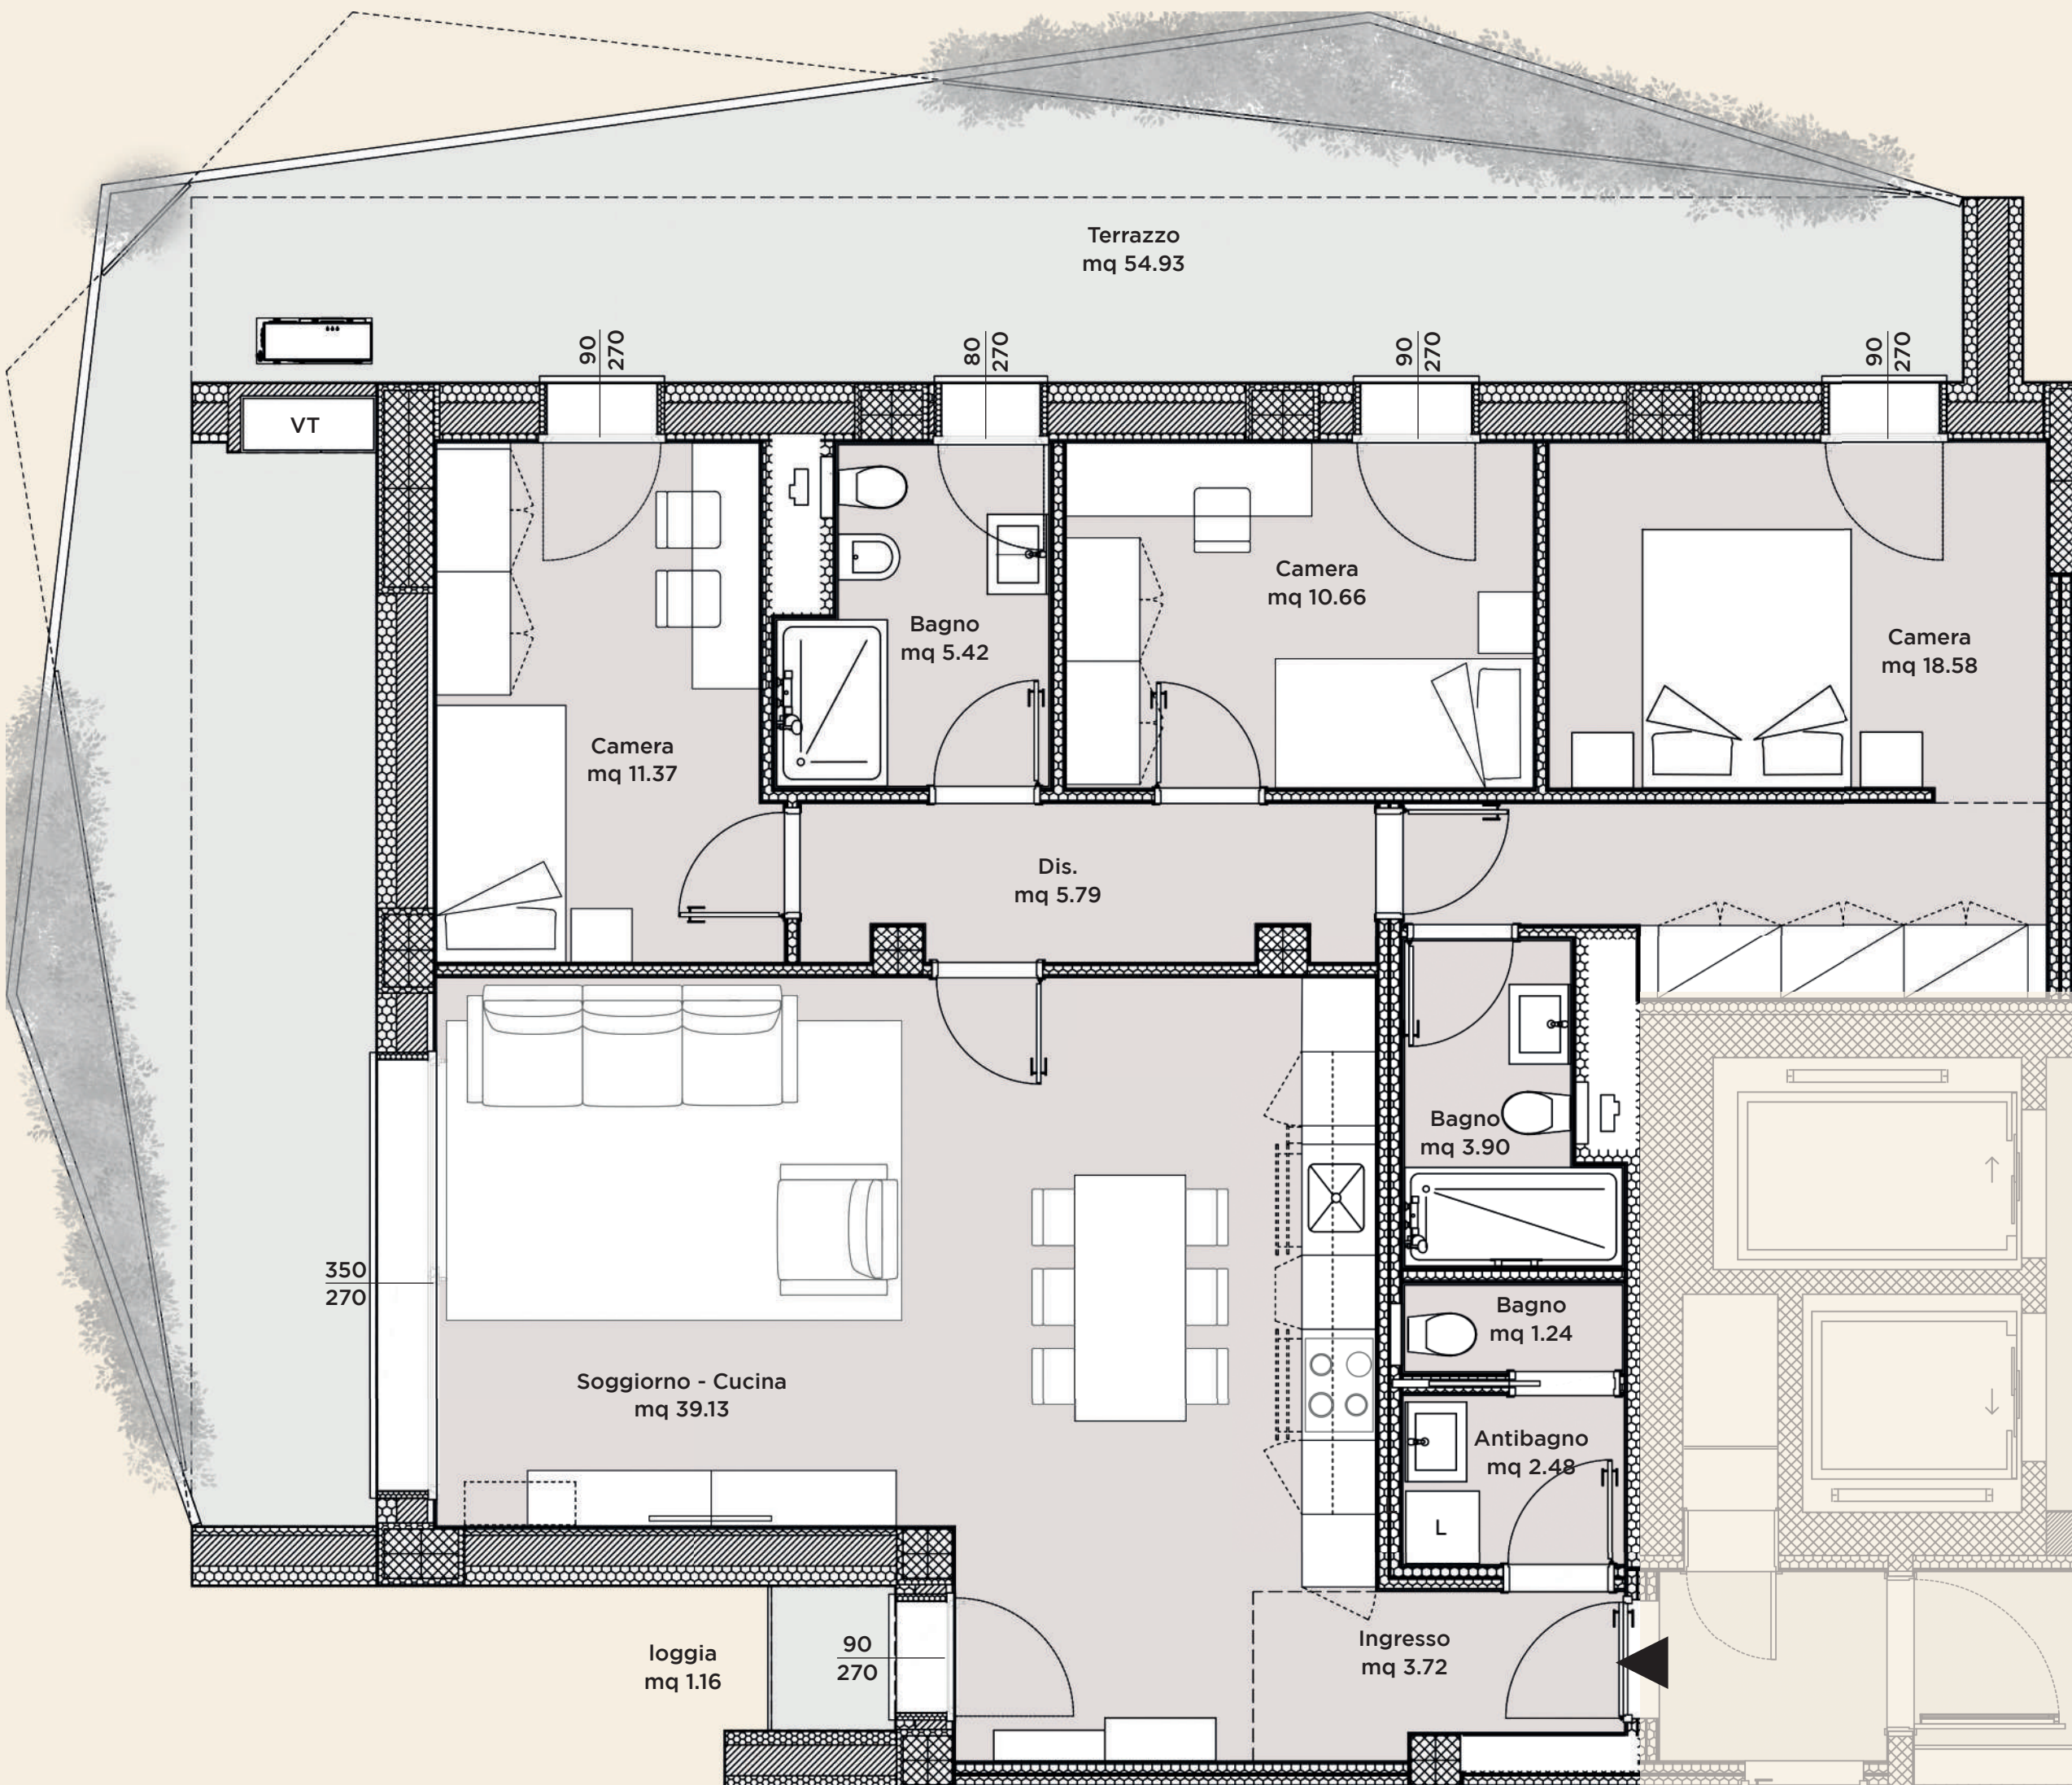 Terrazzo
mq 54.93
90
270
80
270
90
270
90
270
VT
Camera
mq 11.37
Bagno
mq 5.42
Camera
mq 10.66
Camera
mq 18.58
Dis.
mq 5.79
Bagno
mq 3.90
350
270
Bagno
mq 1.24
Soggiorno - Cucina
mq 39.13
Antibagno
mq 2.48
L
loggia
mq 1.16
90
270
Ingresso
mq 3.72